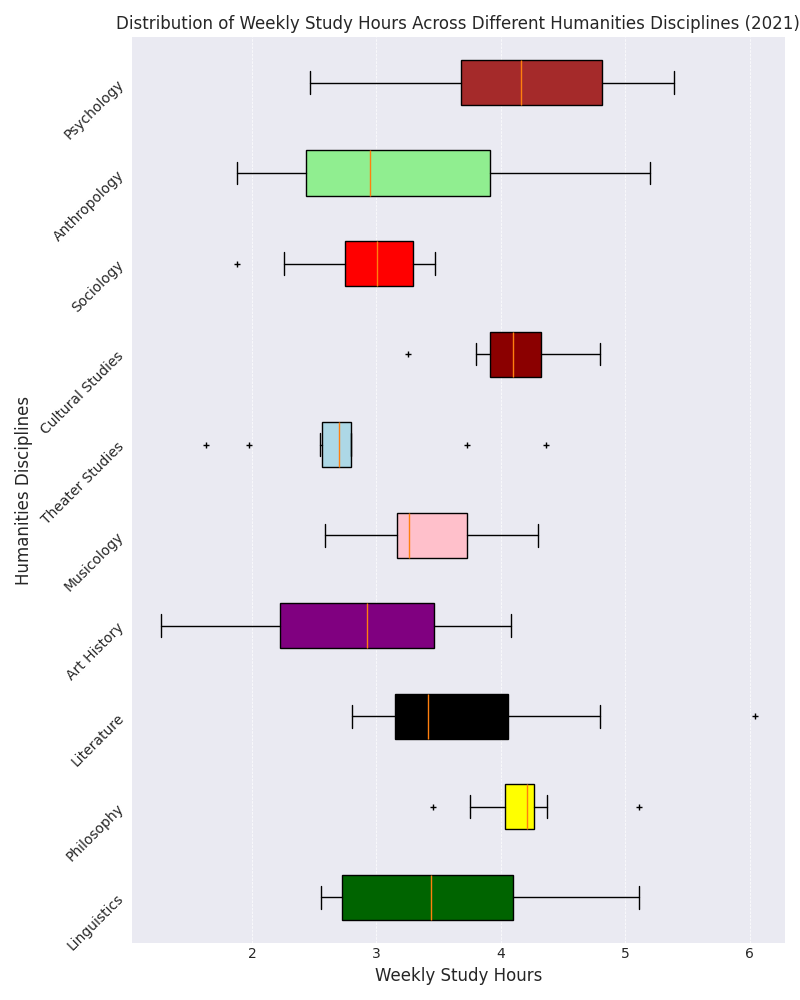 Distribution of Weekly Study Hours Across Different Humanities Disciplines (2021)
Humanities Disciplines
Psychology
Anthropology
Sociology
Cultural Studies
Theater Studies
Musicology
Art History
Literature
Philosophy
Linguistics
2 3 4 5 6
Weekly Study Hours